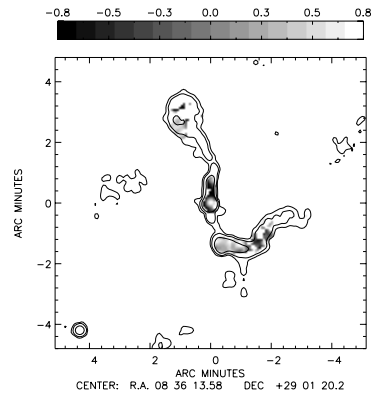 −0.8 −0.5 −0.3 0.0 0.3 0.5 0.8
4
2
0
−2
−4
ARC MINUTES
4 2 0 −2 −4
ARC MINUTES
CENTER: R.A. 08 36 13.58 DEC +29 01 20.2